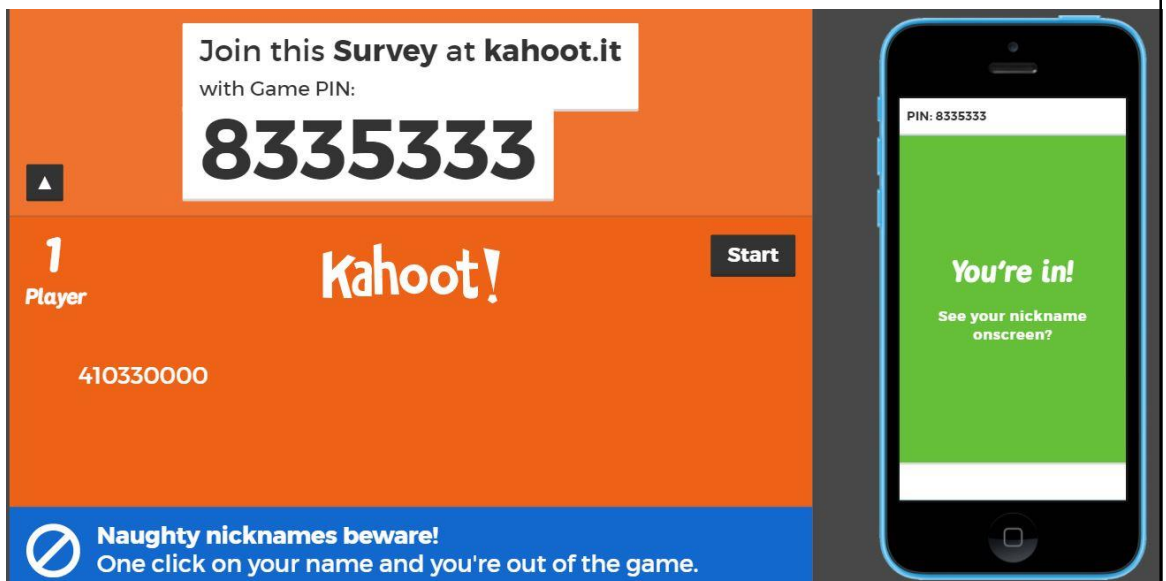 Join this Survey at kahoot.it
with Game PIN:
8335333
▲
1
Player
Kahoot!
Start
410330000
Naughty nicknames beware!
One click on your name and you're out of the game.
PIN: 8335333
You're in!
See your nickname
onscreen?